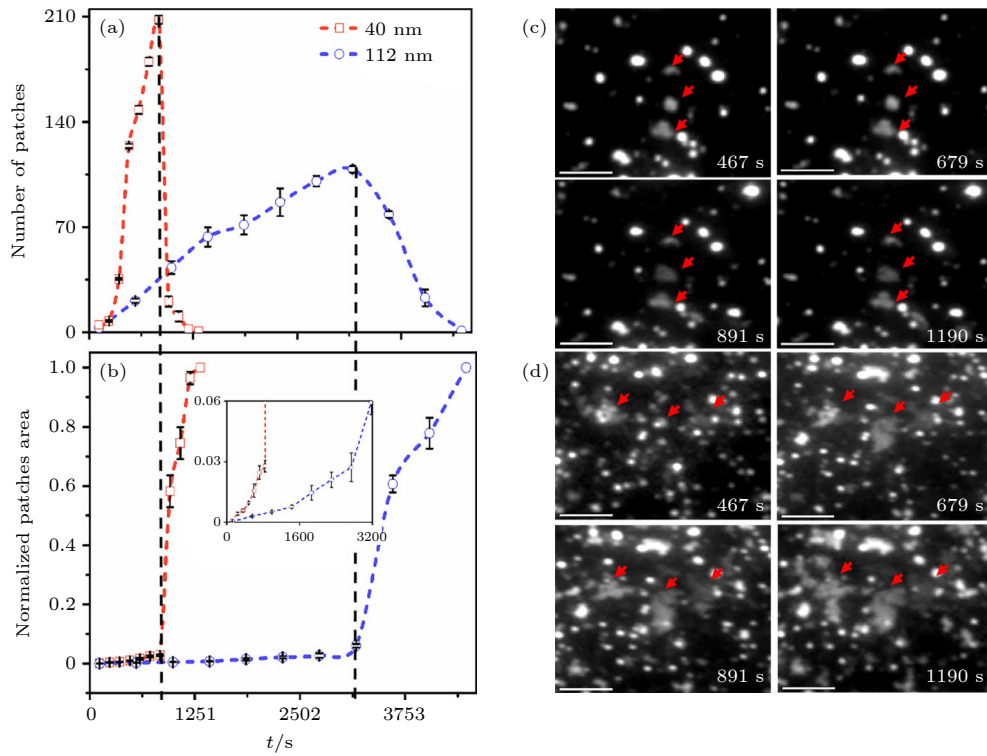 (a)
40 nm
112 nm
Number of patches
210
140
70
0
(b)
Normalized patches area
1.0
0.8
0.6
0.4
0.2
0
0.06
0.03
0
0 1600 3200
0 1251 2502 3753
t/s
(c)
467 s
679 s
891 s
1190 s
(d)
467 s
679 s
891 s
1190 s